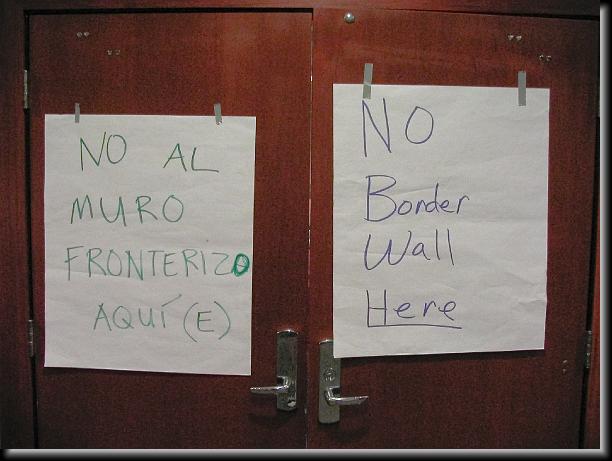 NO AL
MURO
FRONTERIZO
AQUÍ (E)
NO
Border
Wall
Here